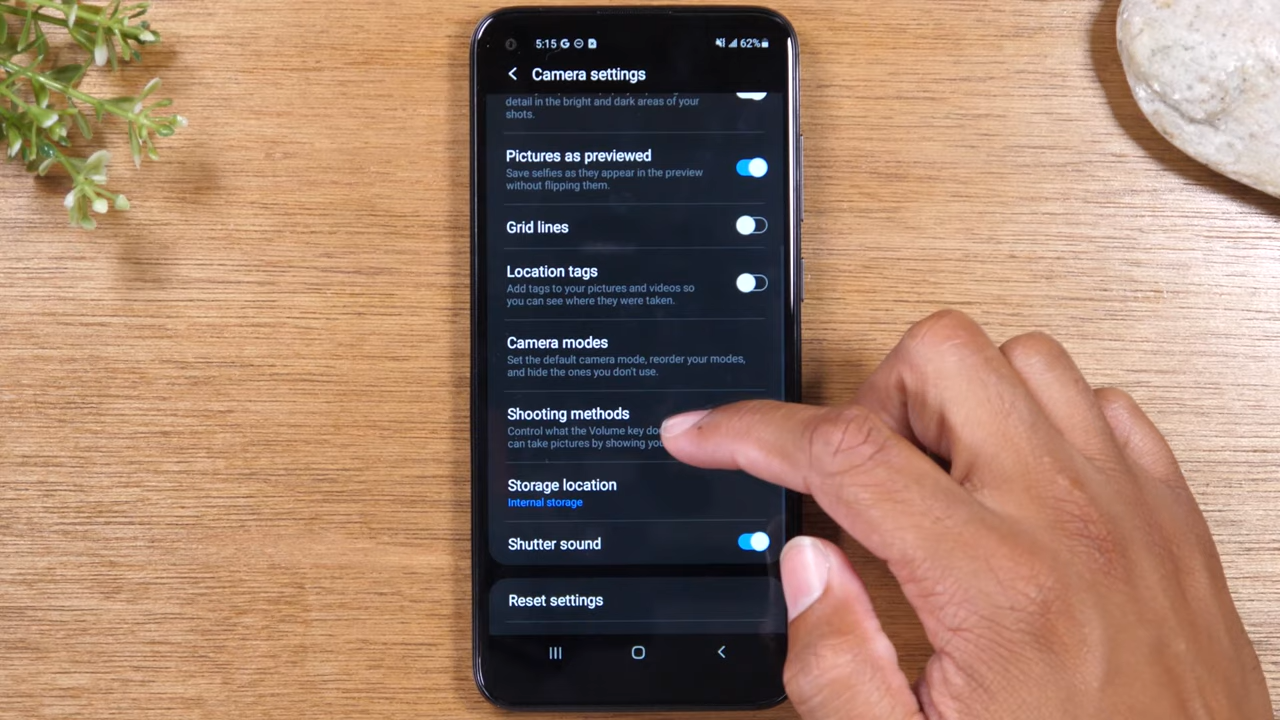 5:15 G 62%
Camera settings
detail in the bright and dark areas of your
shots.
Pictures as previewed
Save selfies as they appear in the preview
without flipping them.
Grid lines
Location tags
Add tags to your pictures and videos so
you can see where they were taken.
Camera modes
Set the default camera mode, reorder your modes,
and hide the ones you don't use.
Shooting methods
Control what the Volume key
can take pictures by showing
Storage location
Internal storage
Shutter sound
Reset settings